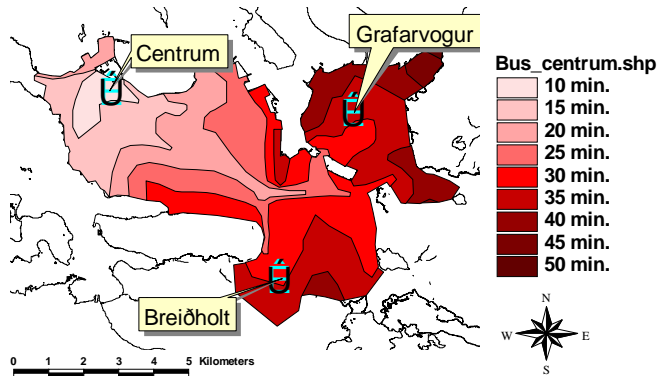 Centrum
Grafarvogur
Breiðholt
Bus_centrum.shp
10 min.
15 min.
20 min.
25 min.
30 min.
35 min.
40 min.
45 min.
50 min.
N
W E
S
0 1 2 3 4 5 Kilometers